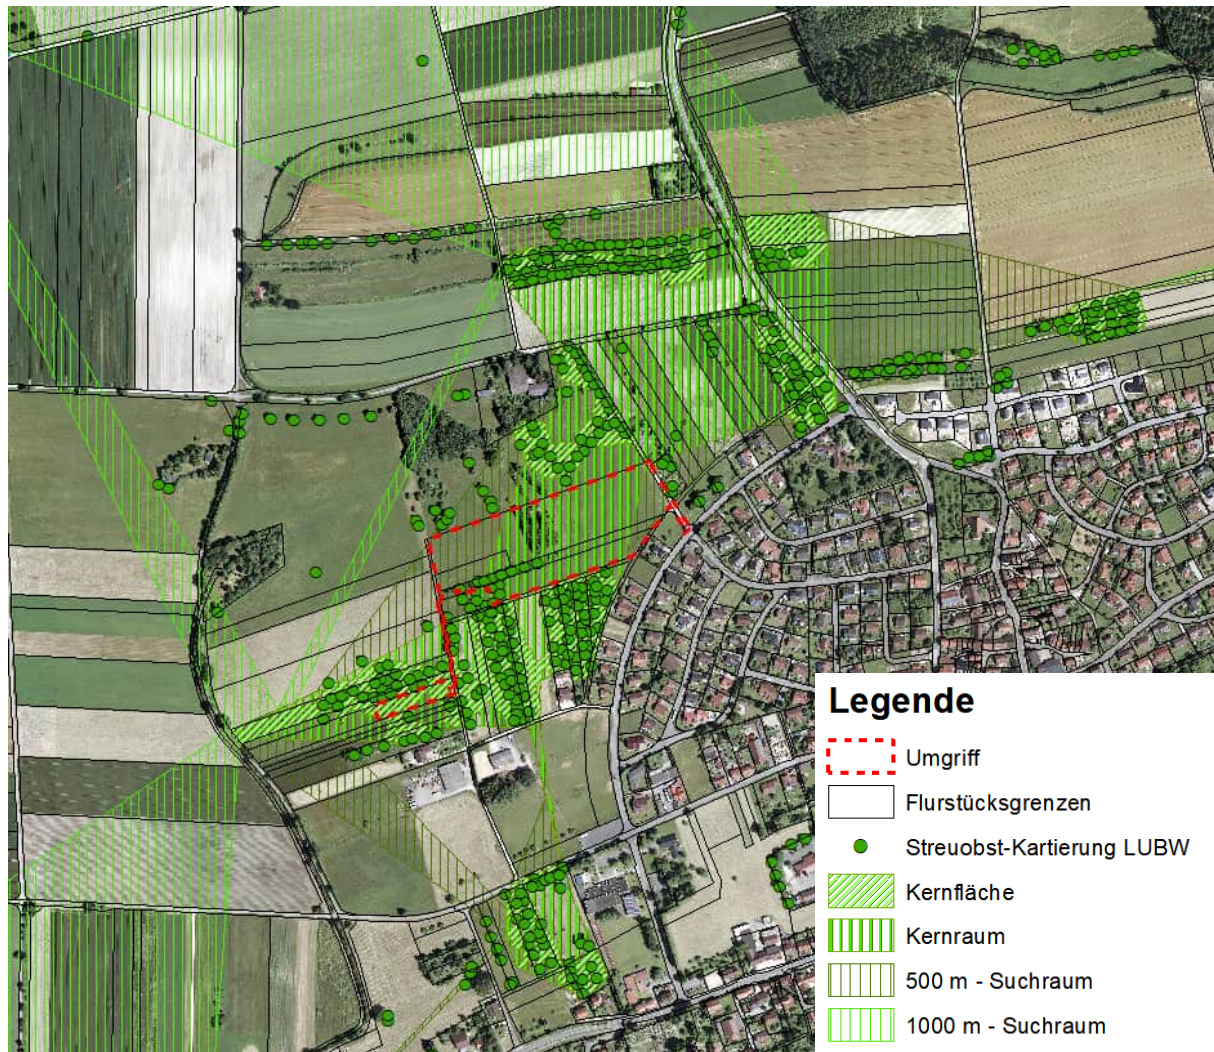 Legende
Umgriff
Flurstücksgrenzen
Streuobst-Kartierung LUBW
Kernfläche
Kernraum
500 m - Suchraum
1000 m - Suchraum